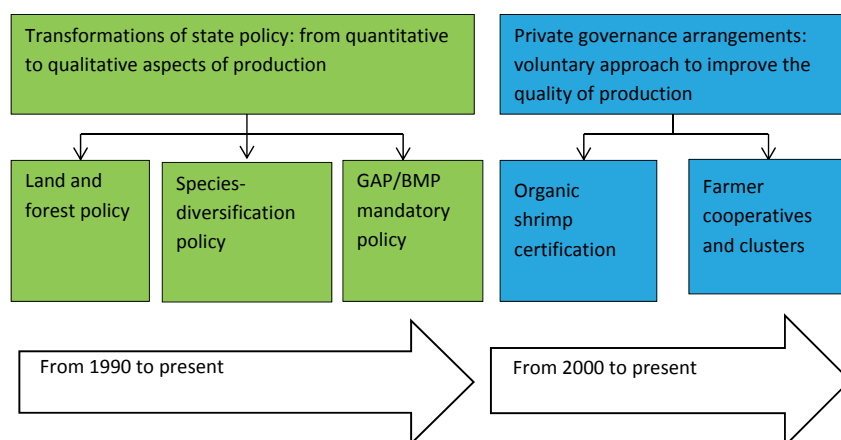 Transformations of state policy: from quantitative
to qualitative aspects of production
Private governance arrangements:
voluntary approach to improve the
quality of production
Land and
forest policy
Species-
diversification
policy
GAP/BMP
mandatory
policy
Organic
shrimp
certification
Farmer
cooperatives
and clusters
From 1990 to present
From 2000 to present